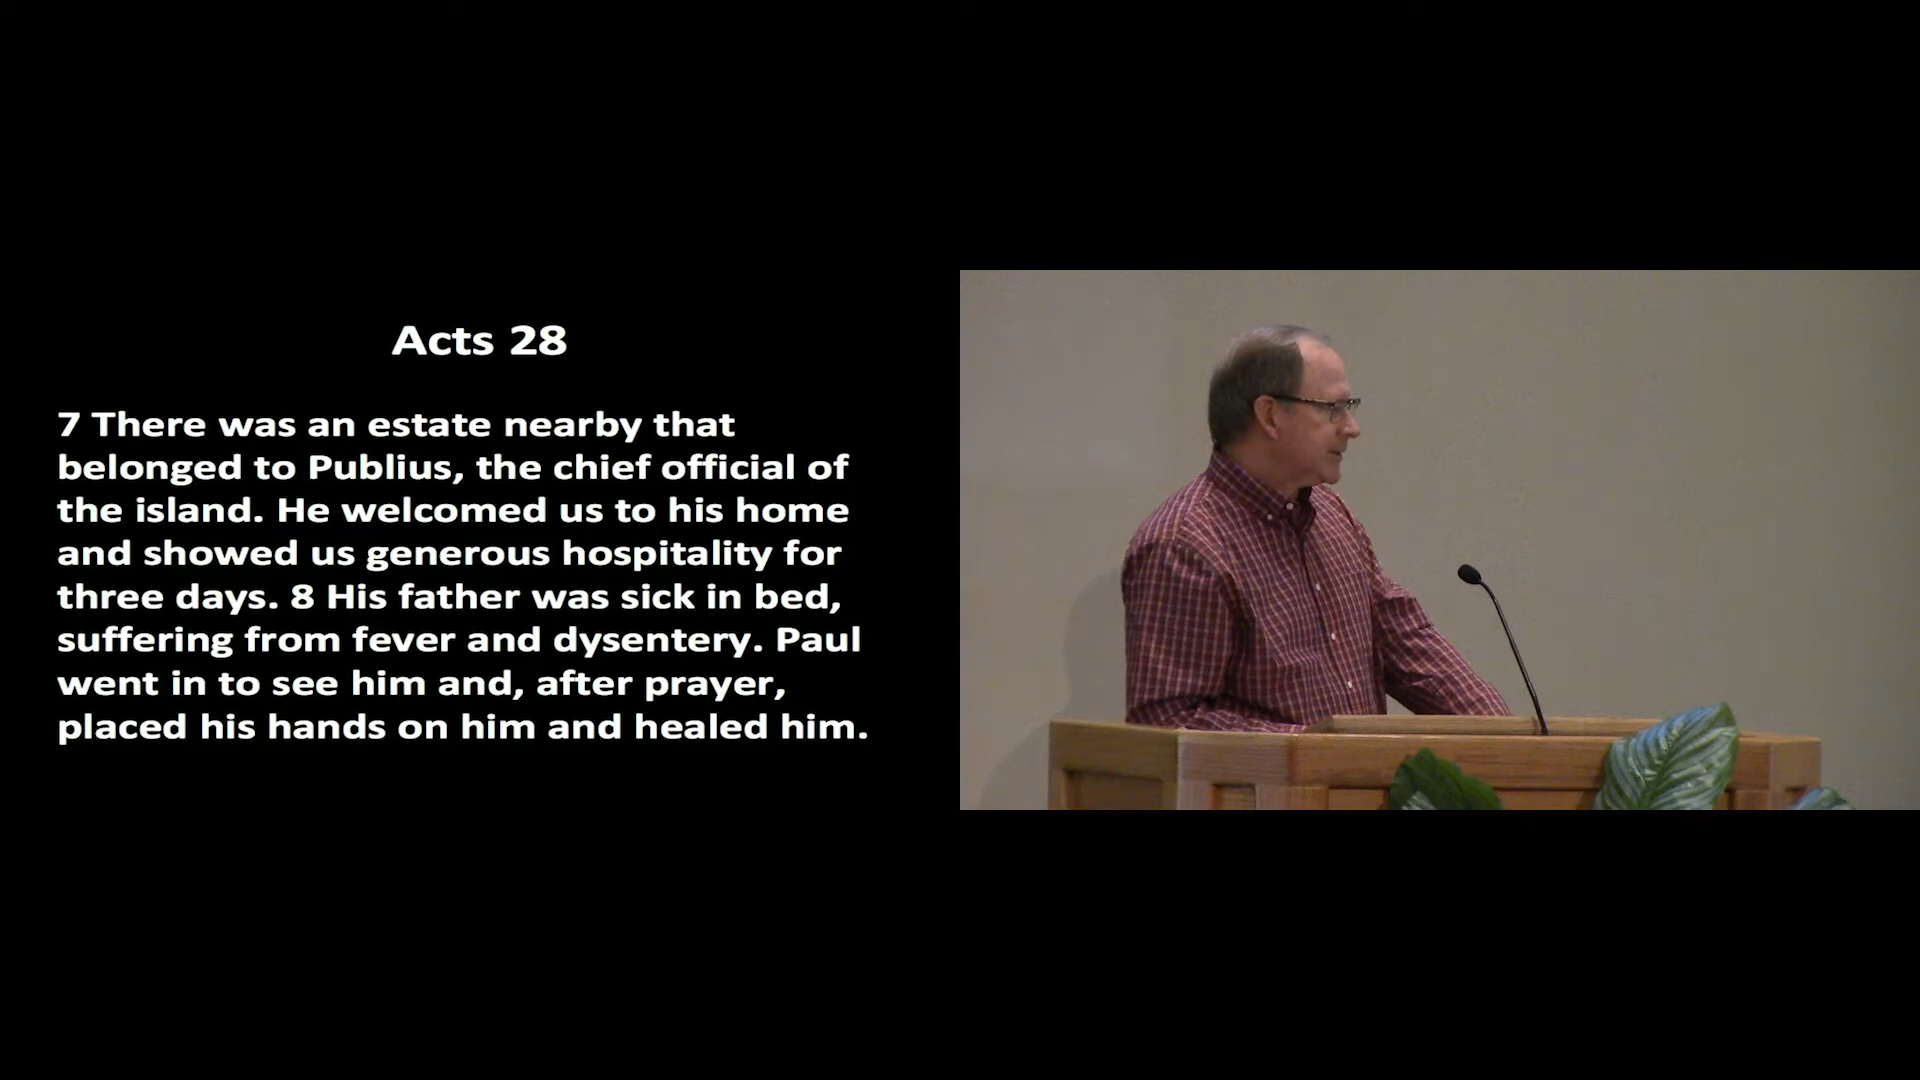 Acts 28
7 There was an estate nearby that
belonged to Publius, the chief official of
the island. He welcomed us to his home
and showed us generous hospitality for
three days. 8 His father was sick in bed,
suffering from fever and dysentery. Paul
went in to see him and, after prayer,
placed his hands on him and healed him.